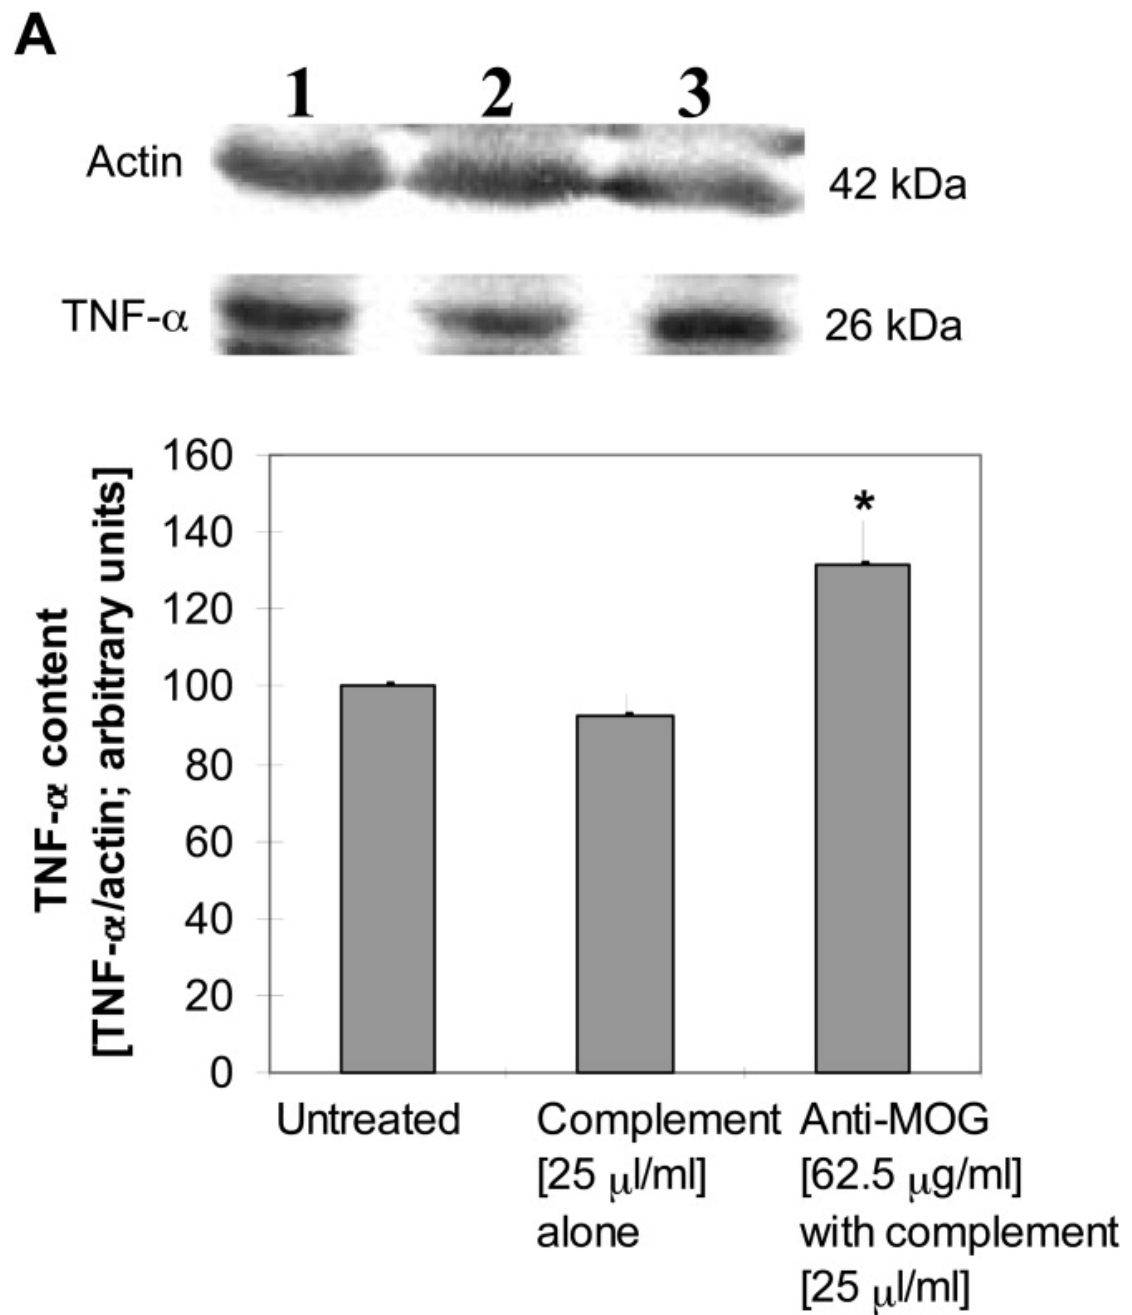 A
1 2 3
Actin 42 kDa
TNF-α 26 kDa
TNF-α content
[TNF-α/actin; arbitrary units]
160
140
120
100
80
60
40
20
0
*
Untreated
Complement
[25 μl/ml]
alone
Anti-MOG
[62.5 μg/ml]
with complement
[25 μl/ml]